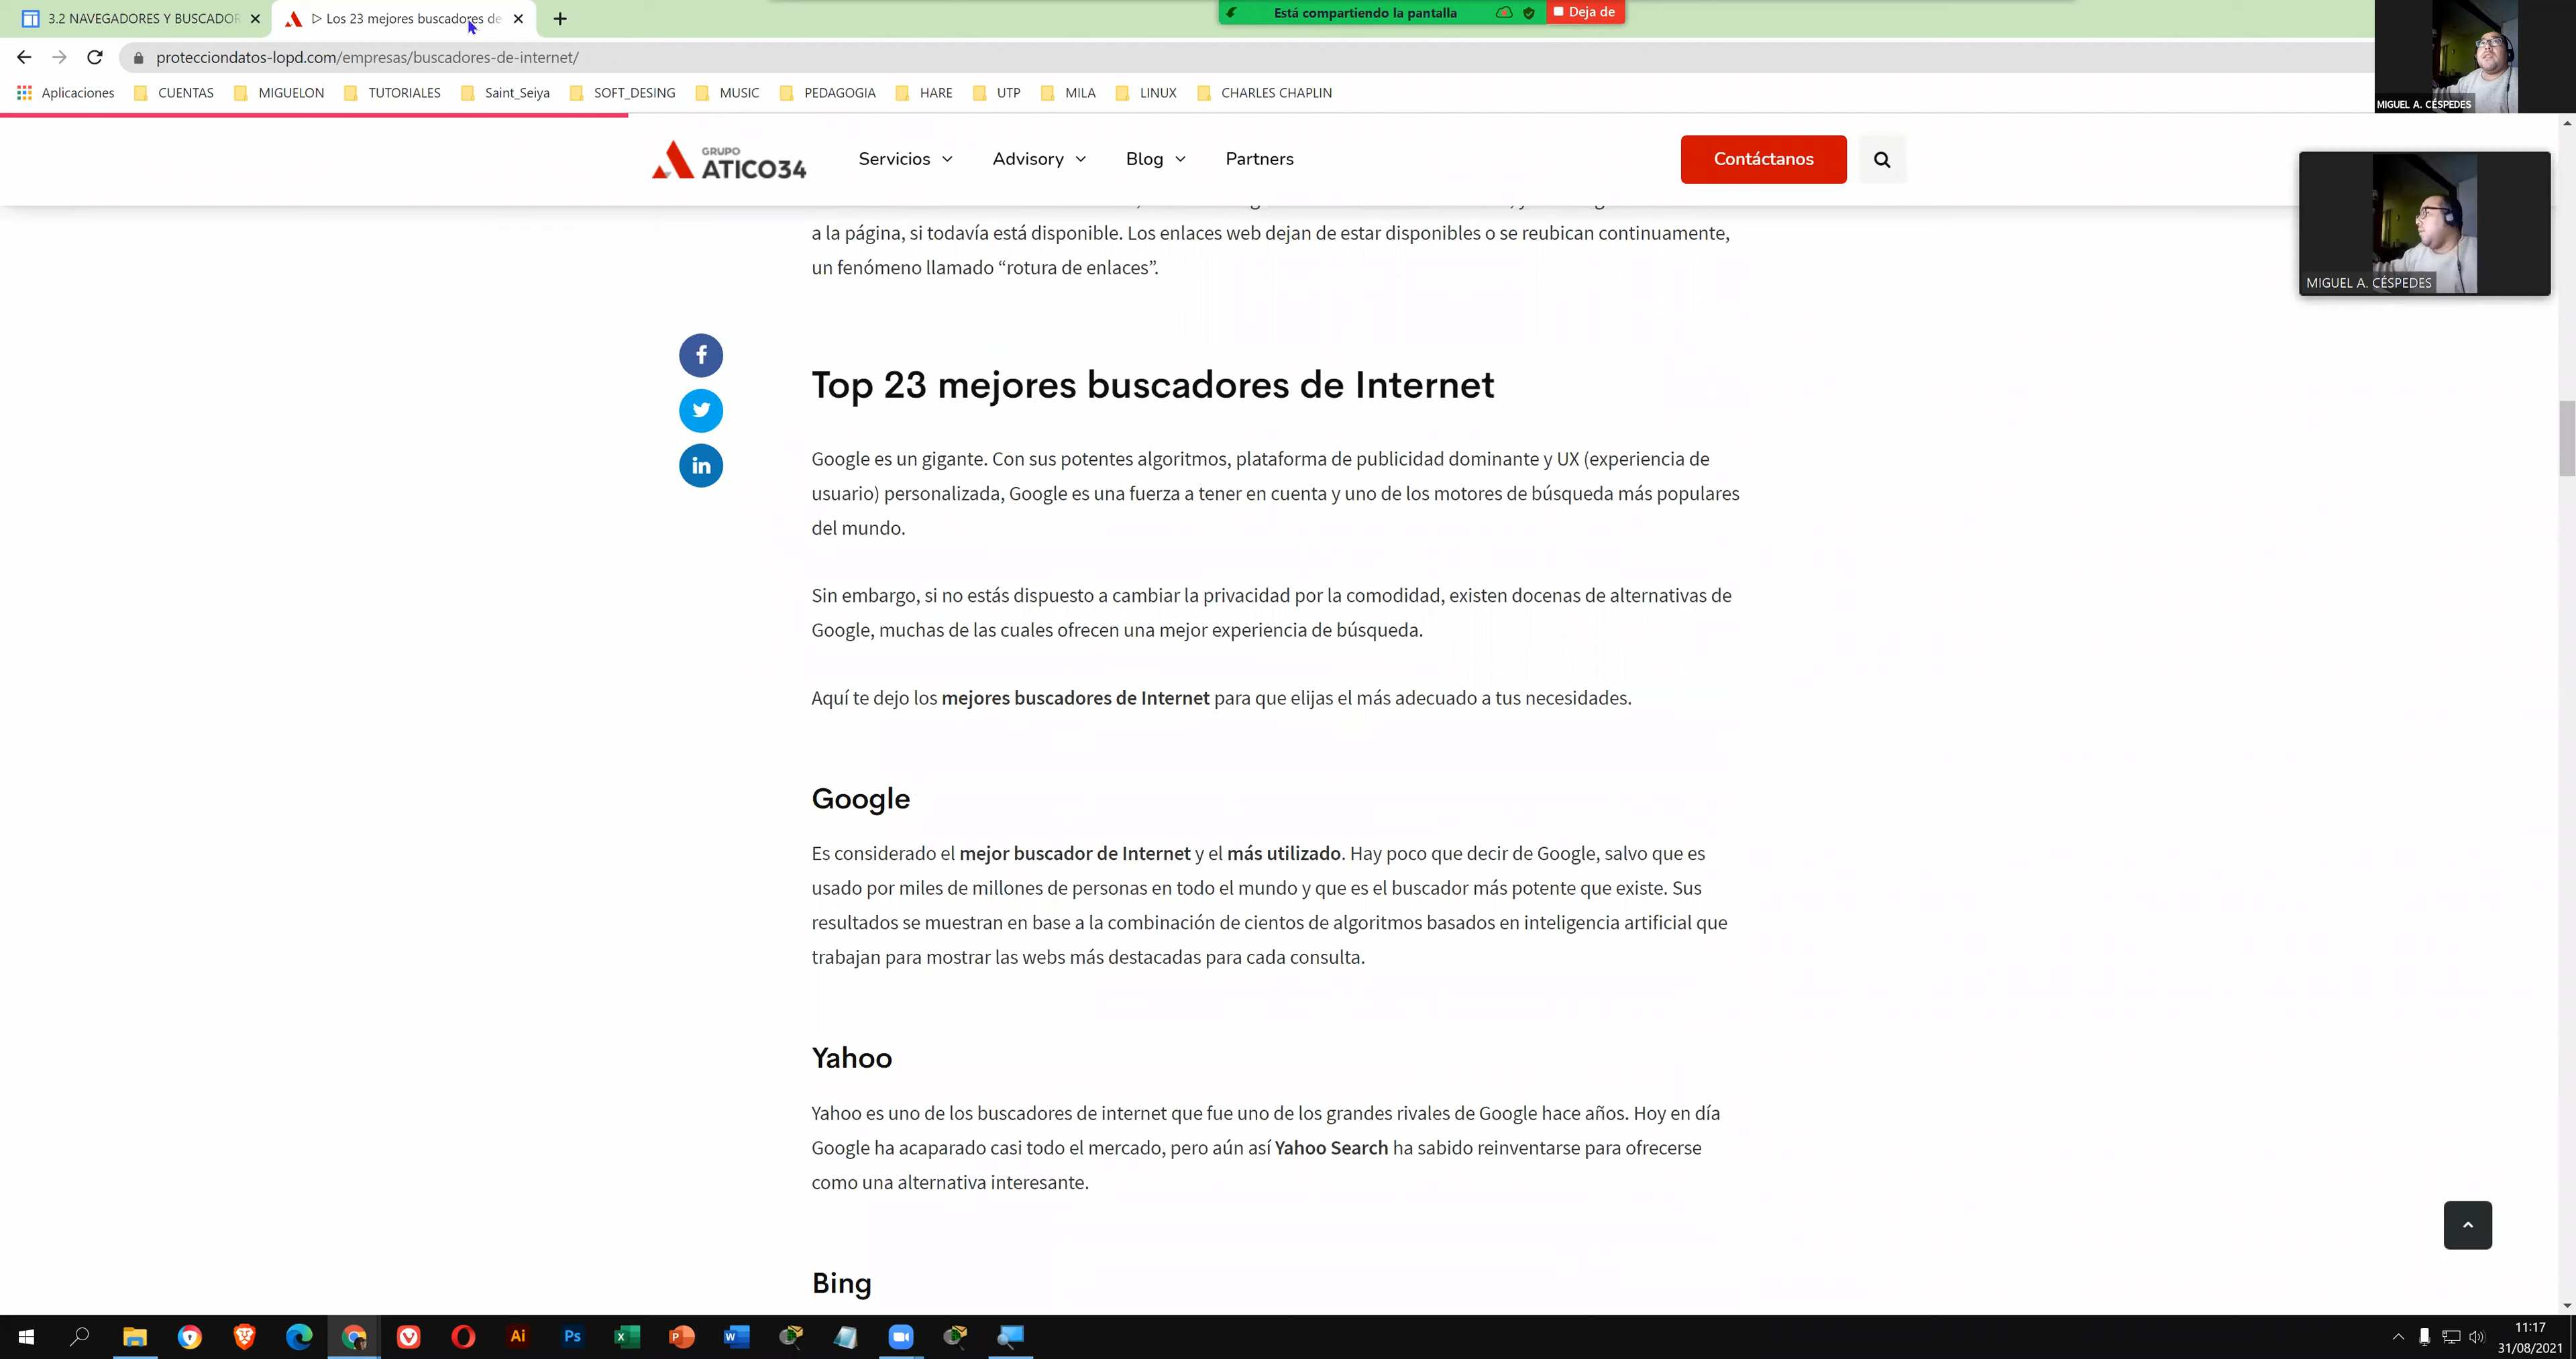 3.2 NAVEGADORES Y BUSCADOR
▷ Los 23 mejores buscadores de
Está compartiendo la pantalla
Deja de
protecciondatos-lopd.com/empresas/buscadores-de-internet/
Aplicaciones CUENTAS MIGUELON TUTORIALES Saint_Seiya SOFT_DESING MUSIC PEDAGOGIA HARE UTP MILA LINUX CHARLES CHAPLIN
MIGUEL A. CÉSPEDES
GRUPO
ATICO34
Servicios Advisory Blog Partners
Contáctanos
MIGUEL A. CÉSPEDES
a la página, si todavía está disponible. Los enlaces web dejan de estar disponibles o se reubican continuamente,
un fenómeno llamado “rotura de enlaces”.
Top 23 mejores buscadores de Internet
Google es un gigante. Con sus potentes algoritmos, plataforma de publicidad dominante y UX (experiencia de
usuario) personalizada, Google es una fuerza a tener en cuenta y uno de los motores de búsqueda más populares
del mundo.
Sin embargo, si no estás dispuesto a cambiar la privacidad por la comodidad, existen docenas de alternativas de
Google, muchas de las cuales ofrecen una mejor experiencia de búsqueda.
Aquí te dejo los mejores buscadores de Internet para que elijas el más adecuado a tus necesidades.
Google
Es considerado el mejor buscador de Internet y el más utilizado. Hay poco que decir de Google, salvo que es
usado por miles de millones de personas en todo el mundo y que es el buscador más potente que existe. Sus
resultados se muestran en base a la combinación de cientos de algoritmos basados en inteligencia artificial que
trabajan para mostrar las webs más destacadas para cada consulta.
Yahoo
Yahoo es uno de los buscadores de internet que fue uno de los grandes rivales de Google hace años. Hoy en día
Google ha acaparado casi todo el mercado, pero aún así Yahoo Search ha sabido reinventarse para ofrecerse
como una alternativa interesante.
Bing
11:17
31/08/2021